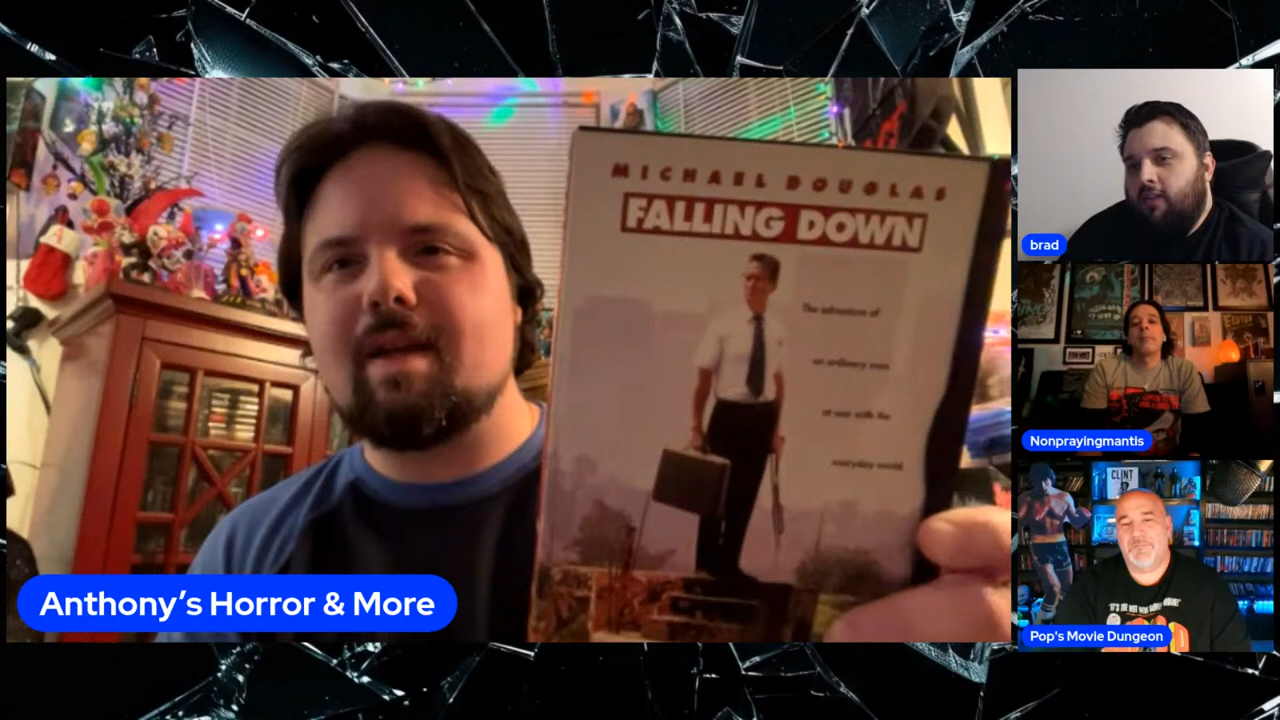 MICHAEL DOUGLAS
FALLING DOWN
The adventure of
an ordinary man
at war with the
everyday world.
Anthony's Horror & More
brad
Nonprayingmantis
CLINT
Pop's Movie Dungeon